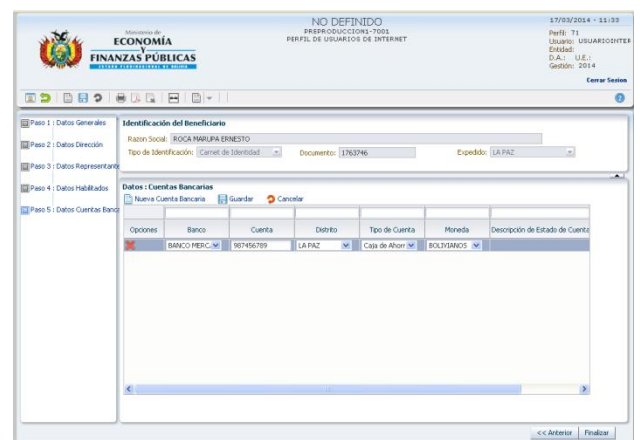 Ministerio de
ECONOMÍA
Y
FINANZAS PÚBLICAS
ESTADO PLURINACIONAL DE BOLIVIA
NO DEFINIDO
PREPRODUCCION1-7001
PERFIL DE USUARIOS DE INTERNET
17/03/2014 - 11:33
Perfil: 71
Usuario: USUARIOINTER
Entidad:
D.A.: U.E.:
Gestión: 2014
Cerrar Sesion
Paso 1 : Datos Generales
Paso 2 : Datos Dirección
Paso 3 : Datos Representante
Paso 4 : Datos Habilitados
Paso 5 : Datos Cuentas Banca
Identificación del Beneficiario
Razon Social: ROCA MARUPA ERNESTO
Tipo de Identificación: Carnet de Identidad Documento: 1763746 Expedido: LA PAZ
Datos : Cuentas Bancarias
Nueva Cuenta Bancaria Guardar Cancelar
Opciones Banco Cuenta Distrito Tipo de Cuenta Moneda Descripción de Estado de Cuenta
BANCO MERC. 987456789 LA PAZ Caja de Ahorr BOLIVIANOS
<< Anterior Finalizar